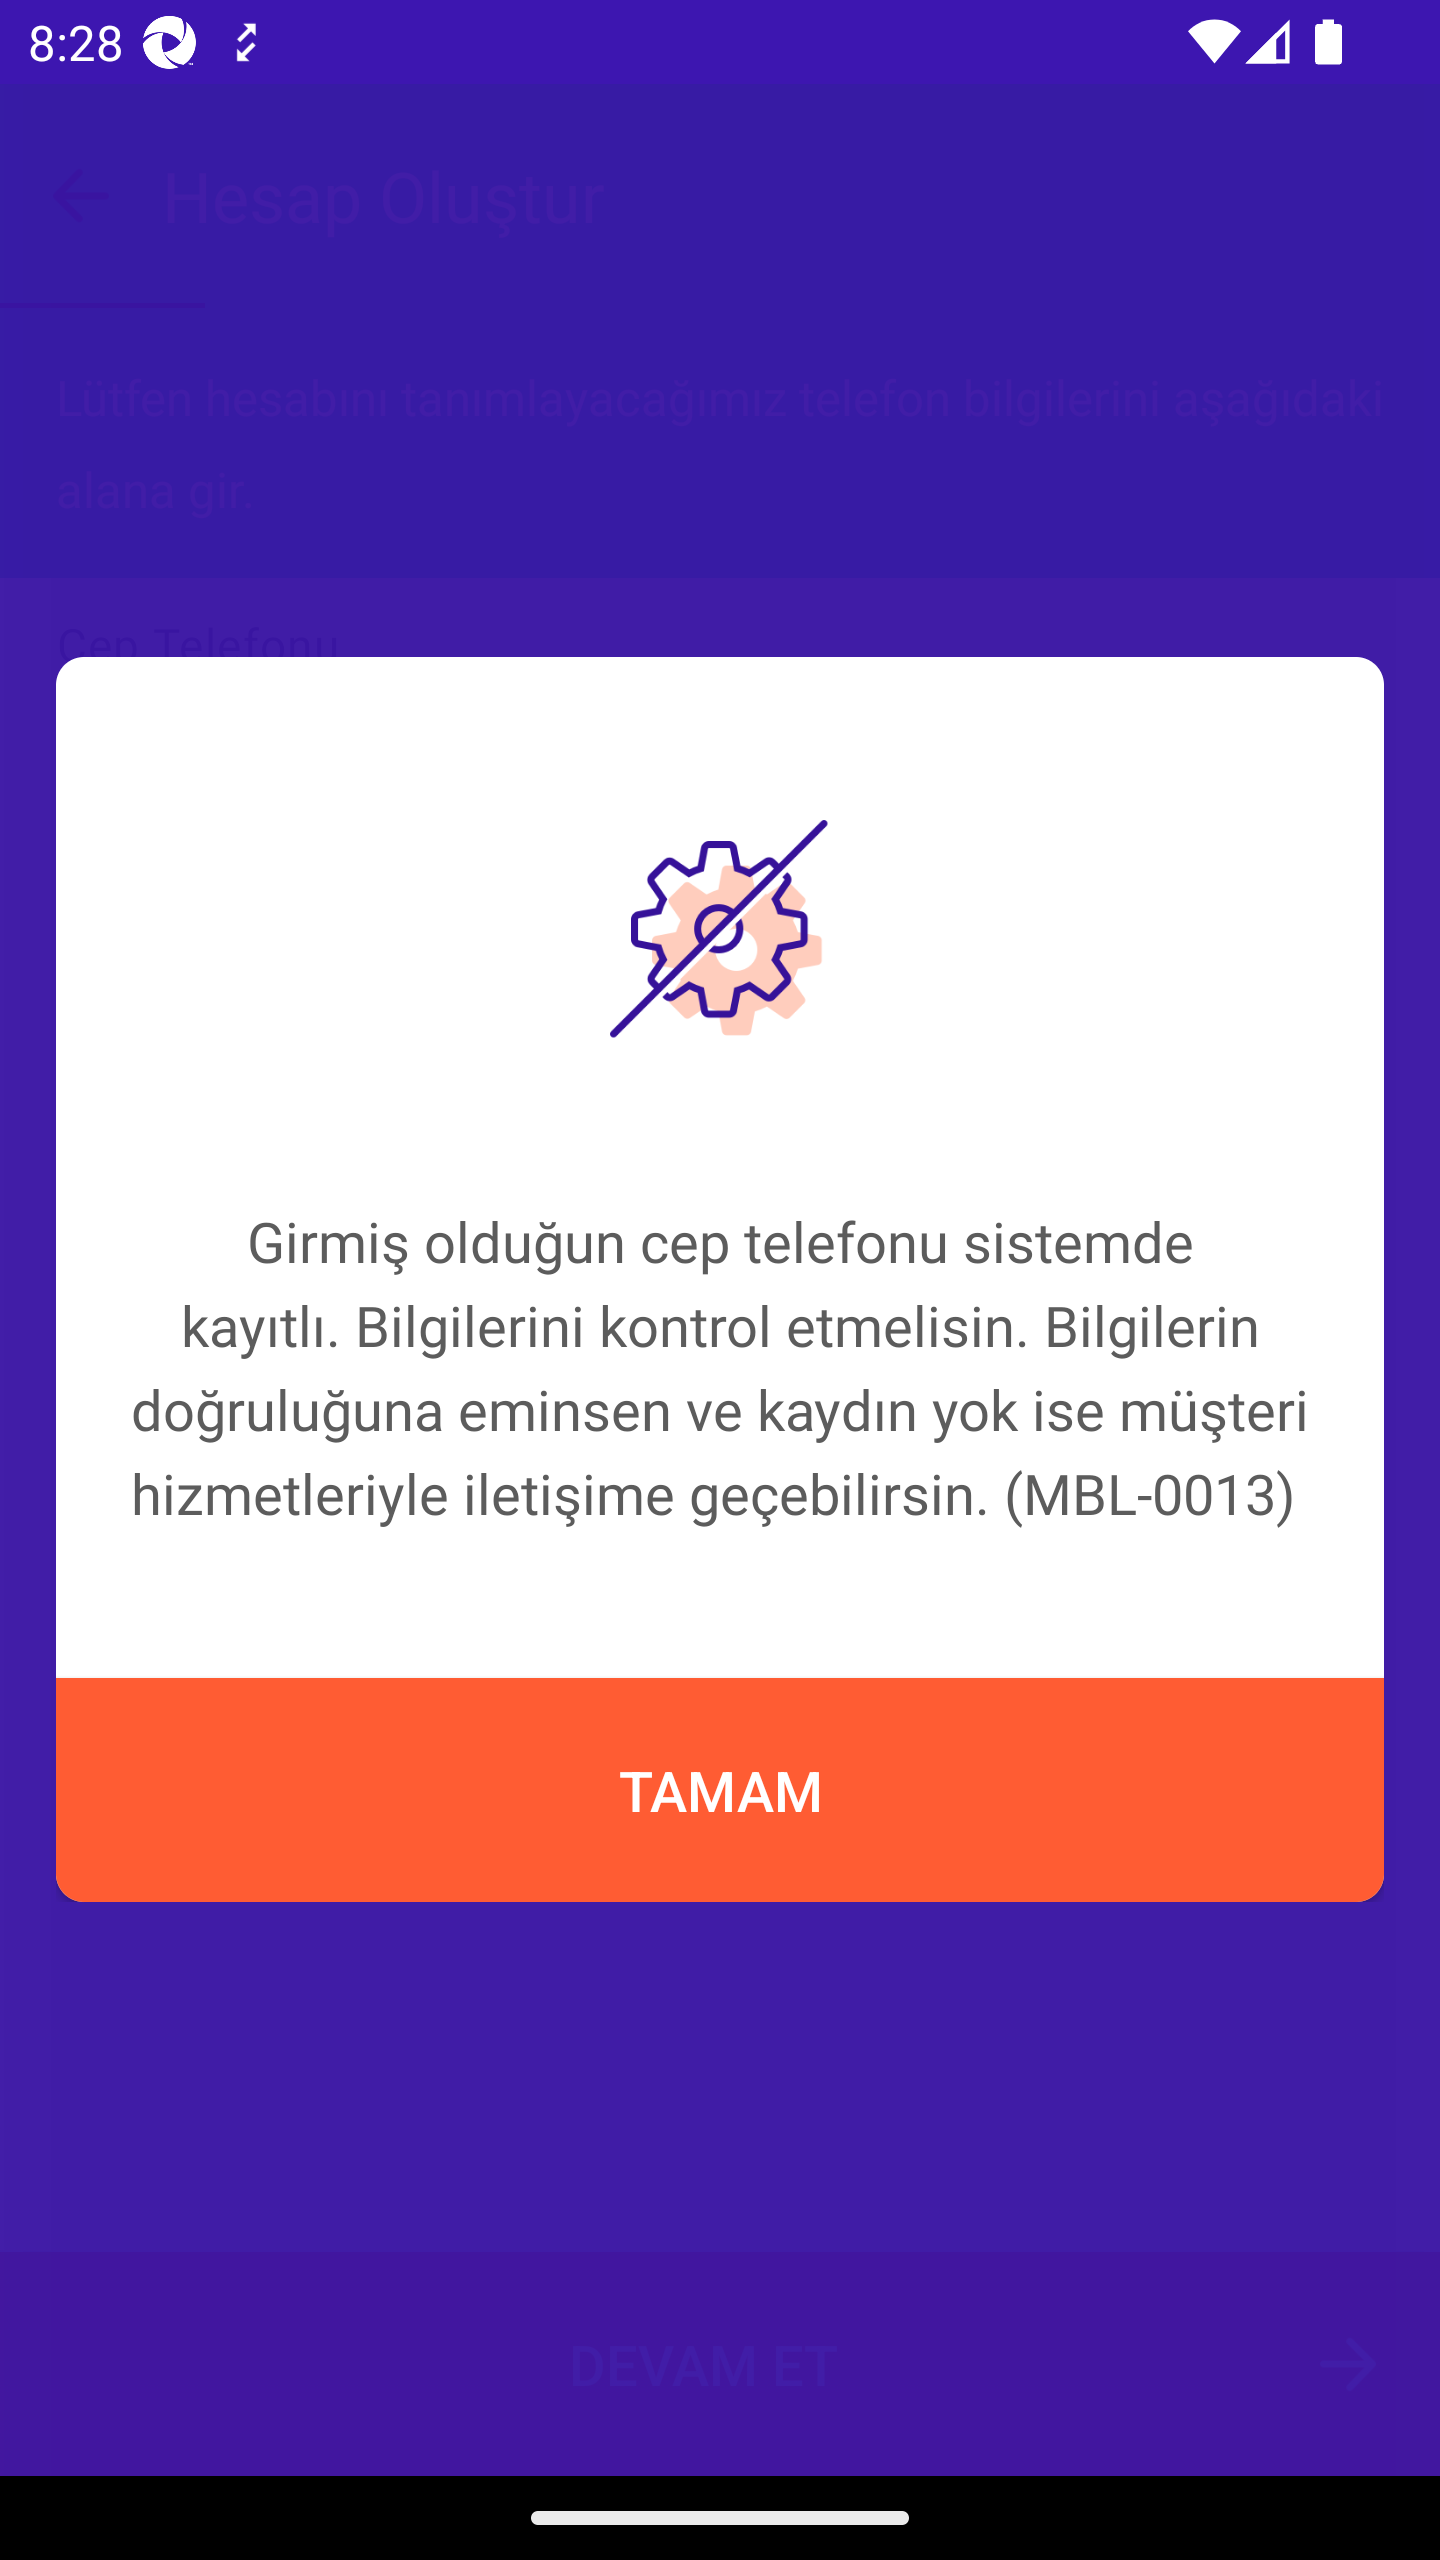 8:28
Hesap Oluştur
Lütfen hesabını tanımlayacağımız telefon bilgilerini aşağıdaki
alana gir.
Cep Telefonu
Girmiş olduğun cep telefonu sistemde
kayıtlı. Bilgilerini kontrol etmelisin. Bilgilerin
doğruluğuna eminsen ve kaydın yok ise müşteri
hizmetleriyle iletişime geçebilirsin. (MBL-0013)
TAMAM
DEVAM ET